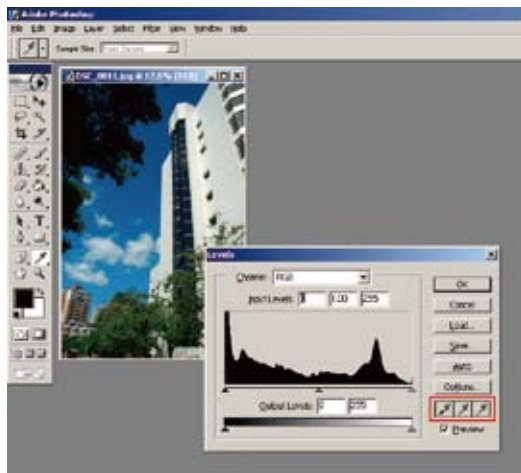 Adobe Photoshop
File Edit Image Layer Select Filter View Window Help
Sample Size:
Levels
Channel: RGB
Input Levels: 1.00 255
OK
Cancel
Load...
Save...
Auto
Options...
Output Levels: 0 255
Preview